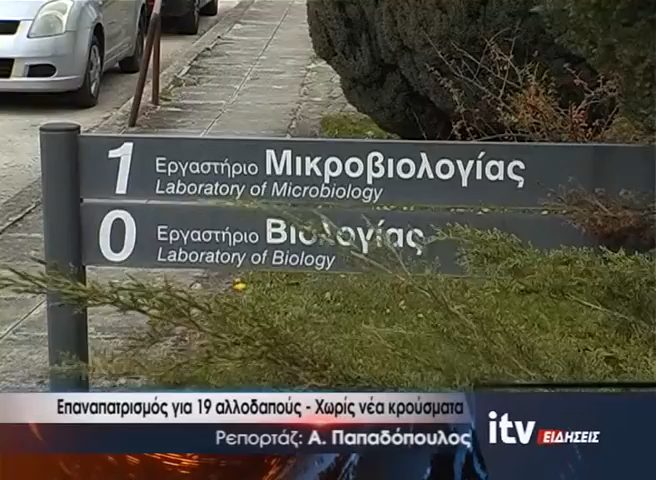 1 Εργαστήριο Μικροβιολογίας
Laboratory of Microbiology
0 Εργαστήριο Βιολογίας
Laboratory of Biology
Επαναπατρισμός για 19 αλλοδαπούς - Χωρίς νέα κρούσματα
Ρεπορτάζ: Α. Παπαδόπουλος
itv ΕΙΔΗΣΕΙΣ